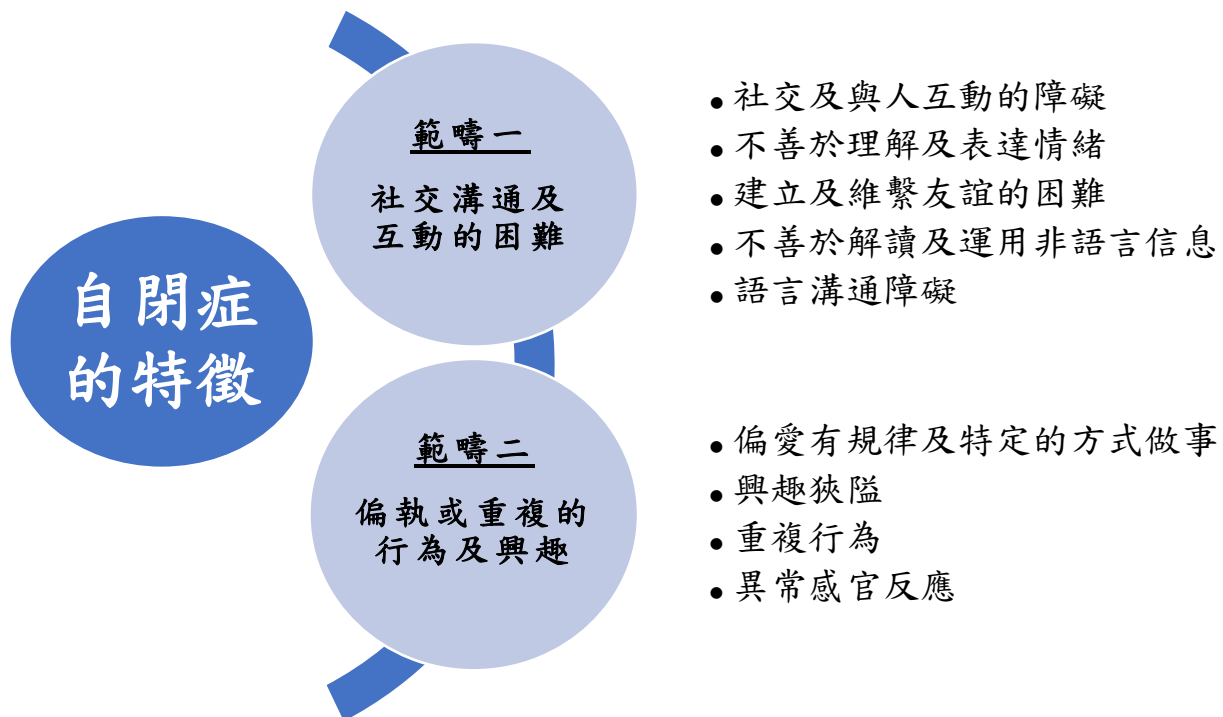 自閉症
的特徵
範疇一
社交溝通及
互動的困難
• 社交及與人互動的障礙
• 不善於理解及表達情緒
• 建立及維繫友誼的困難
• 不善於解讀及運用非語言信息
• 語言溝通障礙
範疇二
偏執或重複的
行為及興趣
• 偏愛有規律及特定的方式做事
• 興趣狹隘
• 重複行為
• 異常感官反應